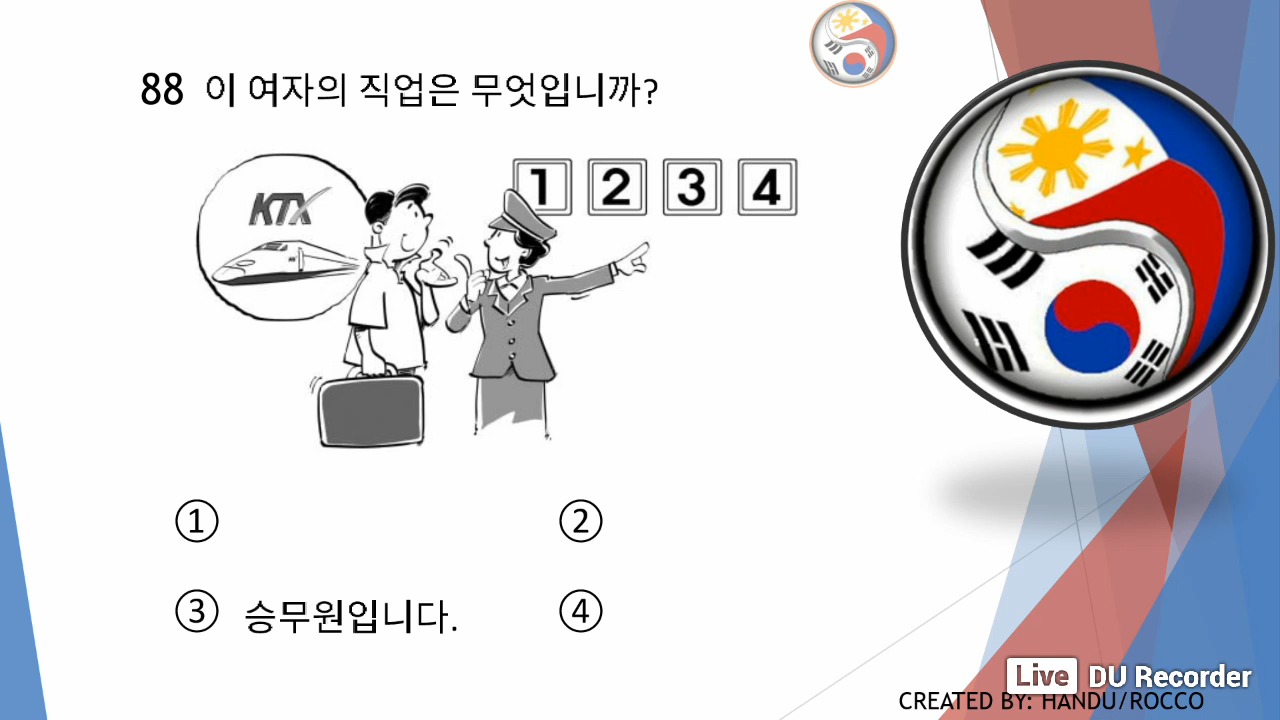 88 이 여자의 직업은 무엇입니까?
KTX
1 2 3 4
① ②
③ 승무원입니다. ④
Live DU Recorder
CREATED BY: HANDU/ROCCO